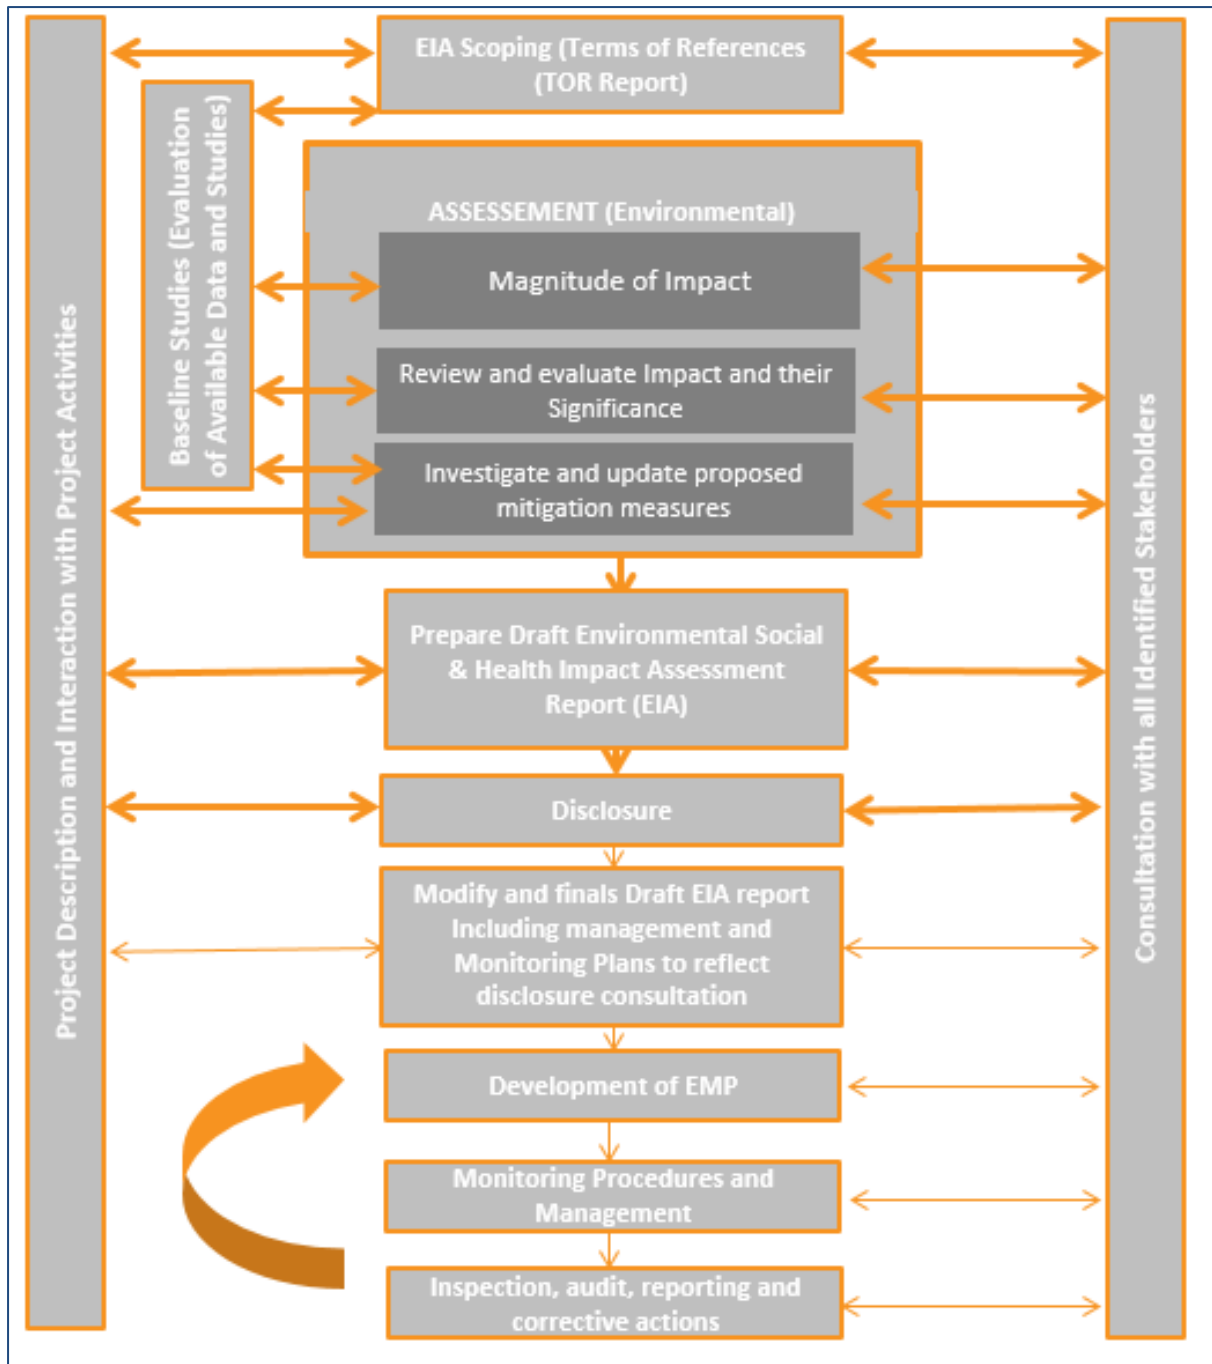 EIA Scoping (Terms of References
(TOR Report)
Project Description and Interaction with Project Activities
Baseline Studies (Evaluation
of Available Data and Studies)
Consultation with all Identified Stakeholders
ASSESSEMENT (Environmental)
Magnitude of Impact
Review and evaluate Impact and their
Significance
Investigate and update proposed
mitigation measures
Prepare Draft Environmental Social
& Health Impact Assessment
Report (EIA)
Disclosure
Modify and finals Draft EIA report
Including management and
Monitoring Plans to reflect
disclosure consultation
Development of EMP
Monitoring Procedures and
Management
Inspection, audit, reporting and
corrective actions